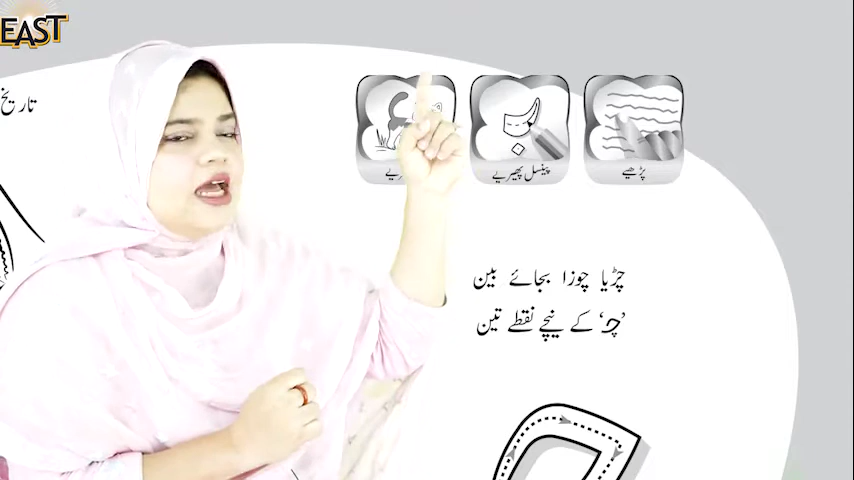 EAST
تاریخ
پڑھیے
پینسل پھیریے
چڑیا چوزا بجائے بین
’چ‘ کے نیچے نقطے تین